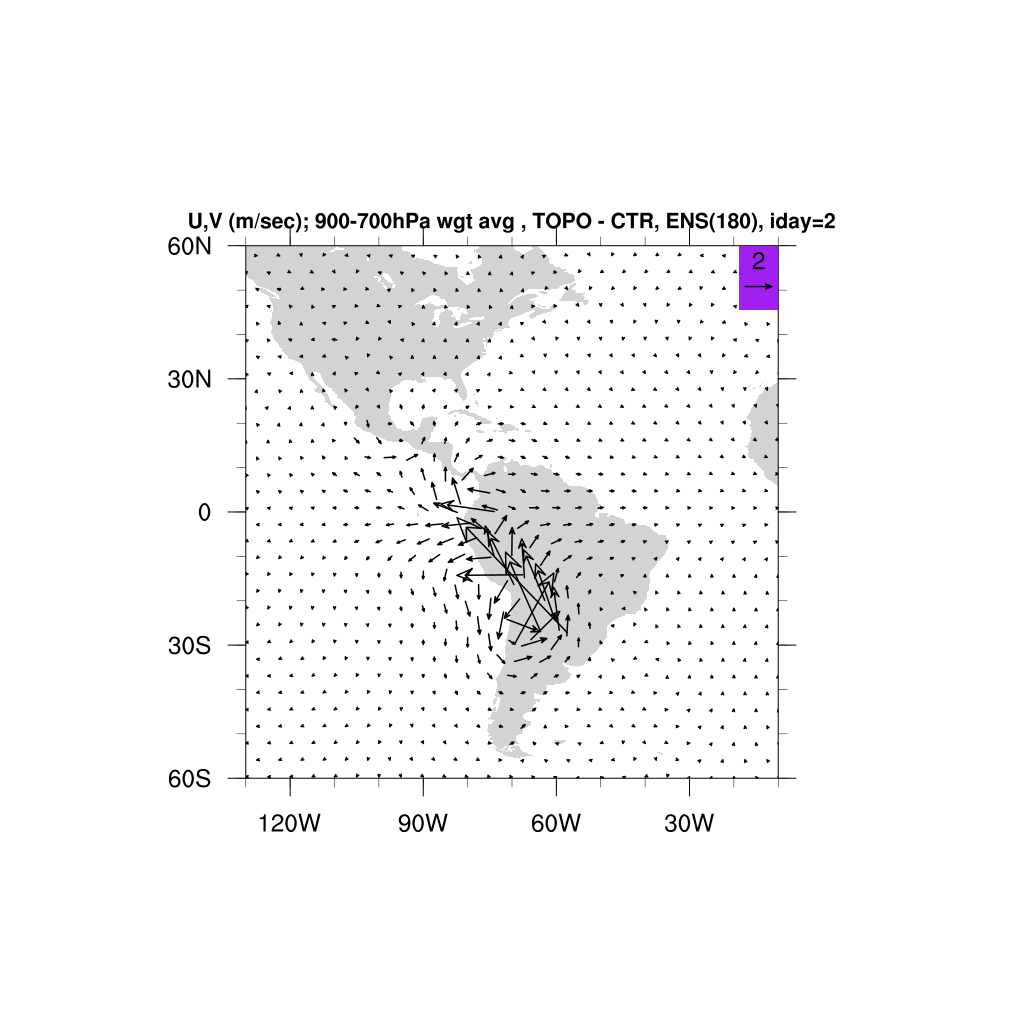 U,V (m/sec); 900-700hPa wgt avg , TOPO - CTR, ENS(180), iday=2
60N
2
30N
0
30S
60S
120W 90W 60W 30W